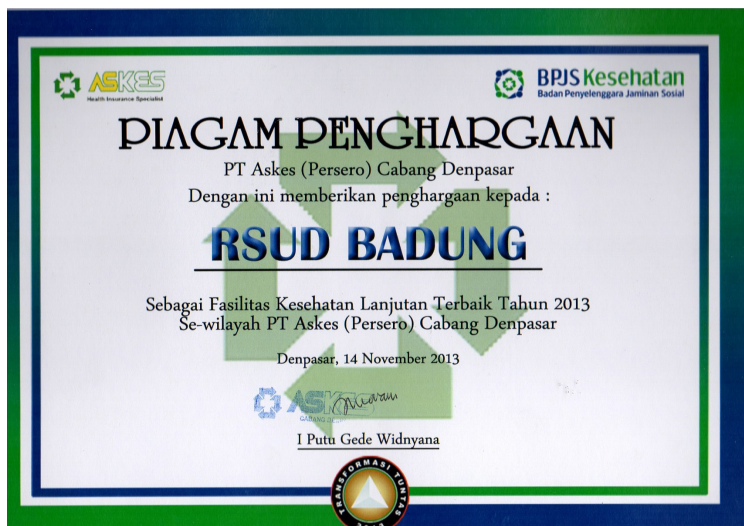 ASKES
Health Insurance Specialist
BPJS Kesehatan
Badan Penyelenggara Jaminan Sosial
PIAGAM PENGHARGAAN
PT Askes (Persero) Cabang Denpasar
Dengan ini memberikan penghargaan kepada :
RSUD BADUNG
Sebagai Fasilitas Kesehatan Lanjutan Terbaik Tahun 2013
Se-wilayah PT Askes (Persero) Cabang Denpasar
Denpasar, 14 November 2013
ASKES
CABANG
I Putu Gede Widnyana
TRANSFORMASI TUNTAS